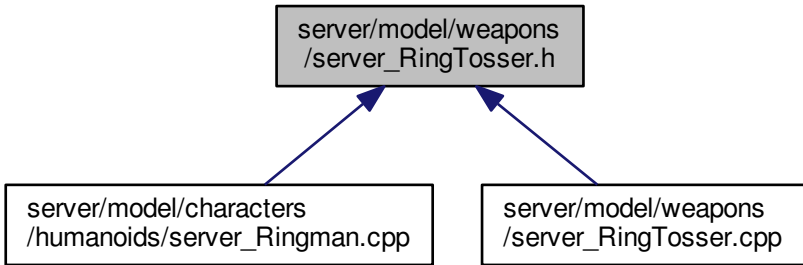 server/model/weapons
/server_RingTosser.h
server/model/characters
/humanoids/server_Ringman.cpp
server/model/weapons
/server_RingTosser.cpp